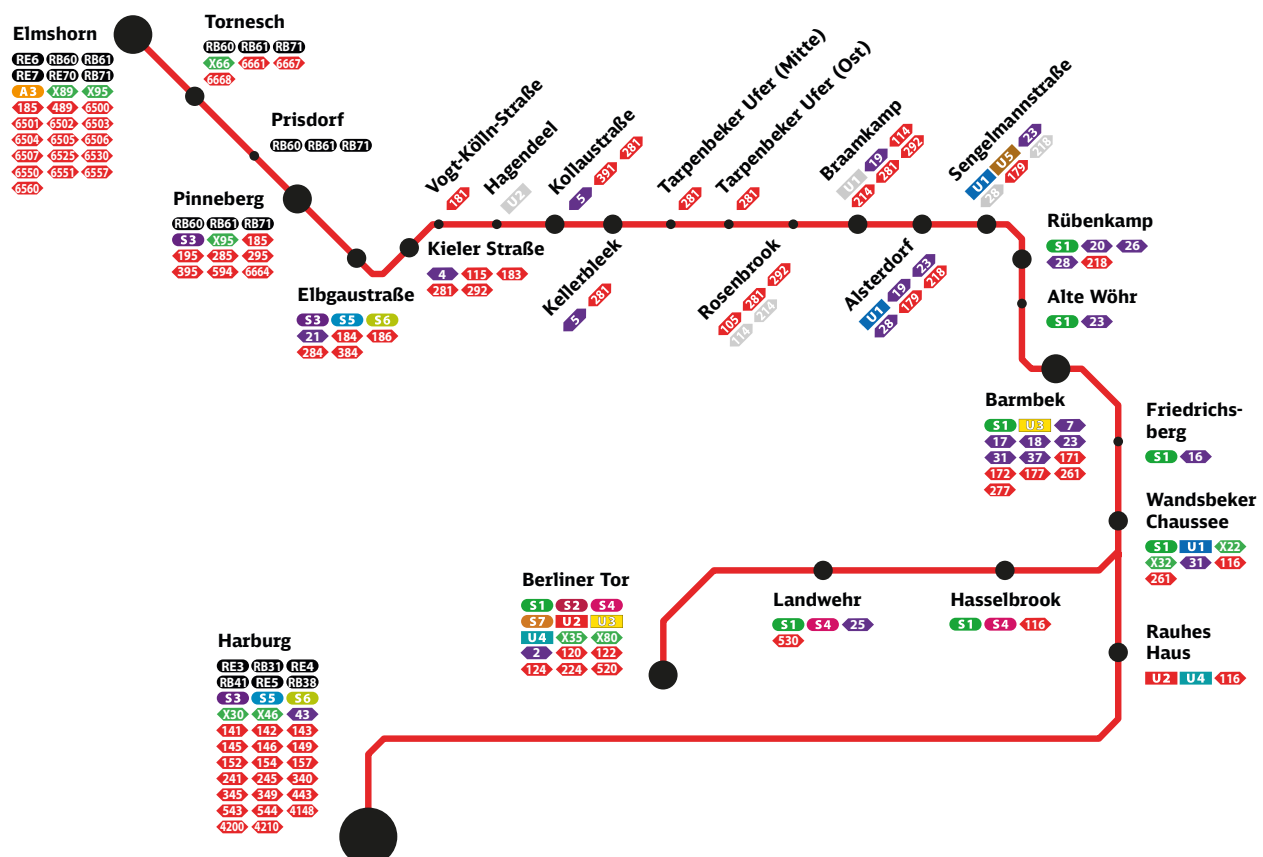 Elmshorn
RE6 RB60 RB61
RE7 RE70 RB71
A3 X89 X95
185 489 6500
6501 6502 6503
6504 6505 6506
6507 6525 6530
6550 6551 6557
6560
Tornesch
RB60 RB61 RB71
X66 6661 6667
6668
Prisdorf
RB60 RB61 RB71
Pinneberg
RB60 RB61 RB71
S3 X95 185
195 285 295
395 594 6664
Elbgaustraße
S3 S5 S6
21 184 186
284 384
Kieler Straße
4 115 183
281 292
Vogt-Kölln-Straße
181
Hagendeel
U2
Kollaustraße
5 391 281
Kellerbleek
5 281
Tarpenbeker Ufer (Mitte)
281
Tarpenbeker Ufer (Ost)
281
Rosenbrook
105 281 292
114 214
Braamkamp
U1 19 114
214 281 292
Alsterdorf
U1 19 23
28 179 218
Sengelmannstraße
U1 U5 23
28 179 218
Rübenkamp
S1 20 26
28 218
Alte Wöhr
S1 23
Barmbek
S1 U3 7
17 18 23
31 37 171
172 177 261
277
Friedrichs-
berg
S1 16
Wandsbeker
Chaussee
S1 U1 X22
X32 31 116
261
Berliner Tor
S1 S2 S4
S7 U2 U3
U4 X35 X80
2 120 122
124 224 520
Landwehr
S1 S4 25
530
Hasselbrook
S1 S4 116
Rauhes
Haus
U2 U4 116
Harburg
RE3 RB31 RE4
RB41 RE5 RB38
S3 S5 S6
X30 X46 43
141 142 143
145 146 149
152 154 157
241 245 340
345 349 443
543 544 4148
4200 4210